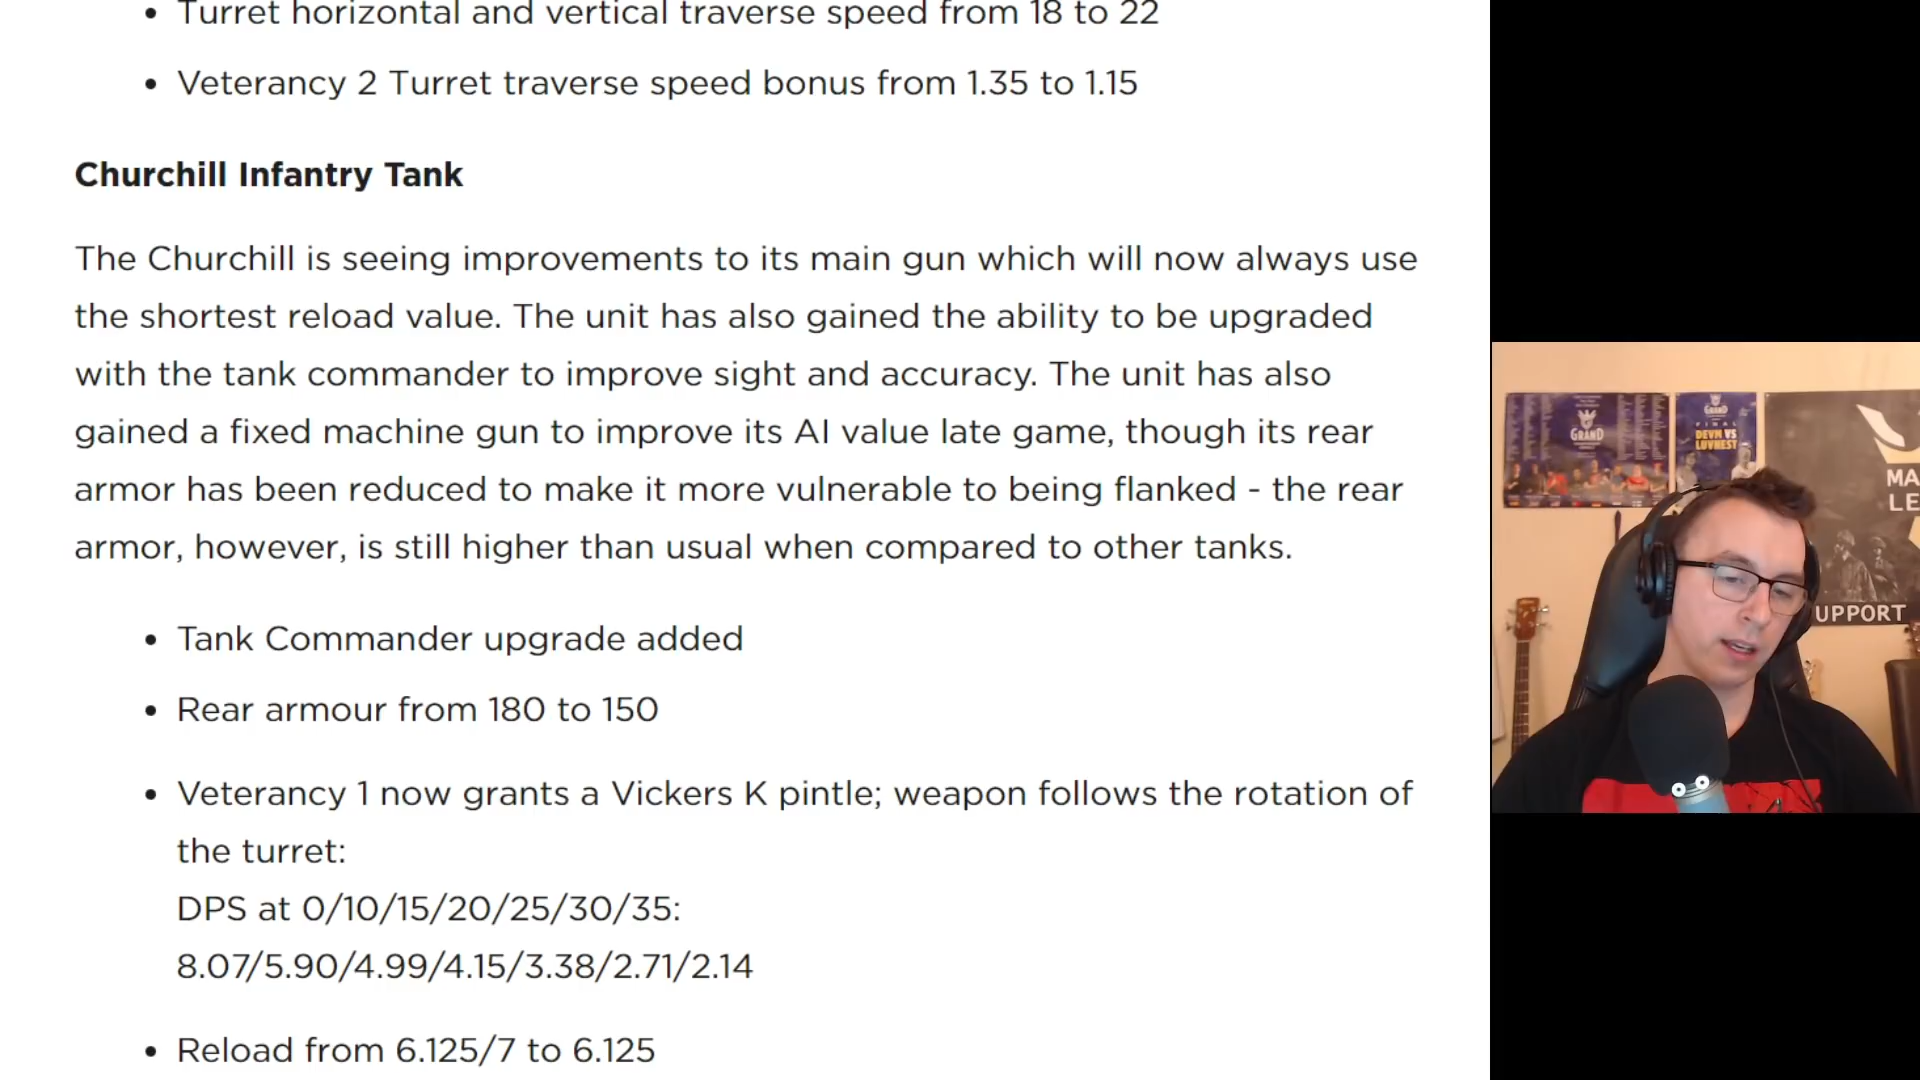 Turret horizontal and vertical traverse speed from 18 to 22
Veterancy 2 Turret traverse speed bonus from 1.35 to 1.15
Churchill Infantry Tank
The Churchill is seeing improvements to its main gun which will now always use
the shortest reload value. The unit has also gained the ability to be upgraded
with the tank commander to improve sight and accuracy. The unit has also
gained a fixed machine gun to improve its AI value late game, though its rear
armor has been reduced to make it more vulnerable to being flanked - the rear
armor, however, is still higher than usual when compared to other tanks.
Tank Commander upgrade added
Rear armour from 180 to 150
Veterancy 1 now grants a Vickers K pintle; weapon follows the rotation of
the turret:
DPS at 0/10/15/20/25/30/35:
8.07/5.90/4.99/4.15/3.38/2.71/2.14
Reload from 6.125/7 to 6.125
GRAND
GRAND
FINAL
DEVM VS
LUVNEST
MA
LE
UPPORT